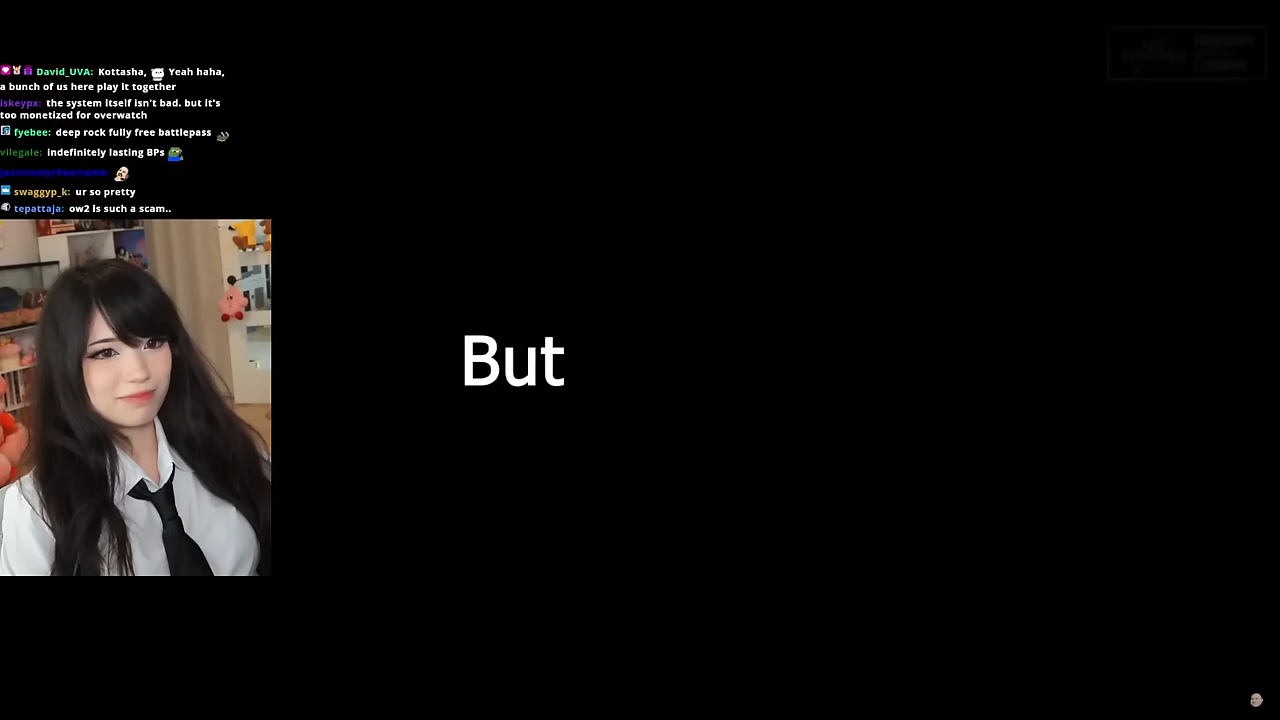 David_UVA: Kottasha, Yeah haha,
a bunch of us here play it together
iskeypx: the system itself isn't bad. but it's
too monetized for overwatch
fyebee: deep rock fully free battlepass
vilegale: indefinitely lasting BPs
swaggyp_k: ur so pretty
tepattaja: ow2 is such a scam..
But